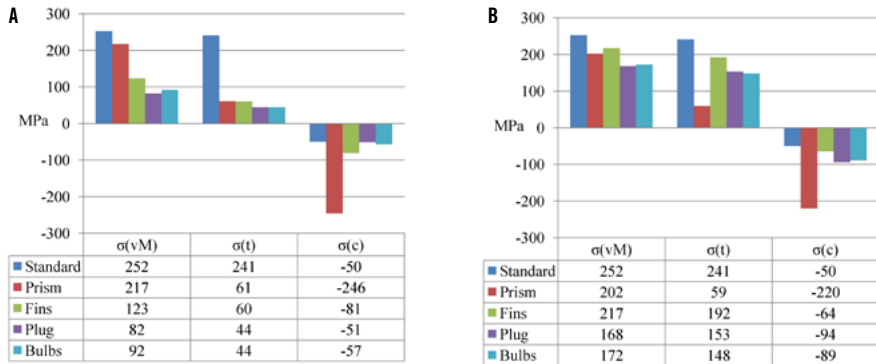 A
300
200
100
MPa 0
-100
-200
-300
σ(vM) σ(t) σ(c)
Standard 252 241 -50
Prism 217 61 -246
Fins 123 60 -81
Plug 82 44 -51
Bulbs 92 44 -57
B
300
200
100
MPa 0
-100
-200
-300
σ(vM) σ(t) σ(c)
Standard 252 241 -50
Prism 202 59 -220
Fins 217 192 -64
Plug 168 153 -94
Bulbs 172 148 -89